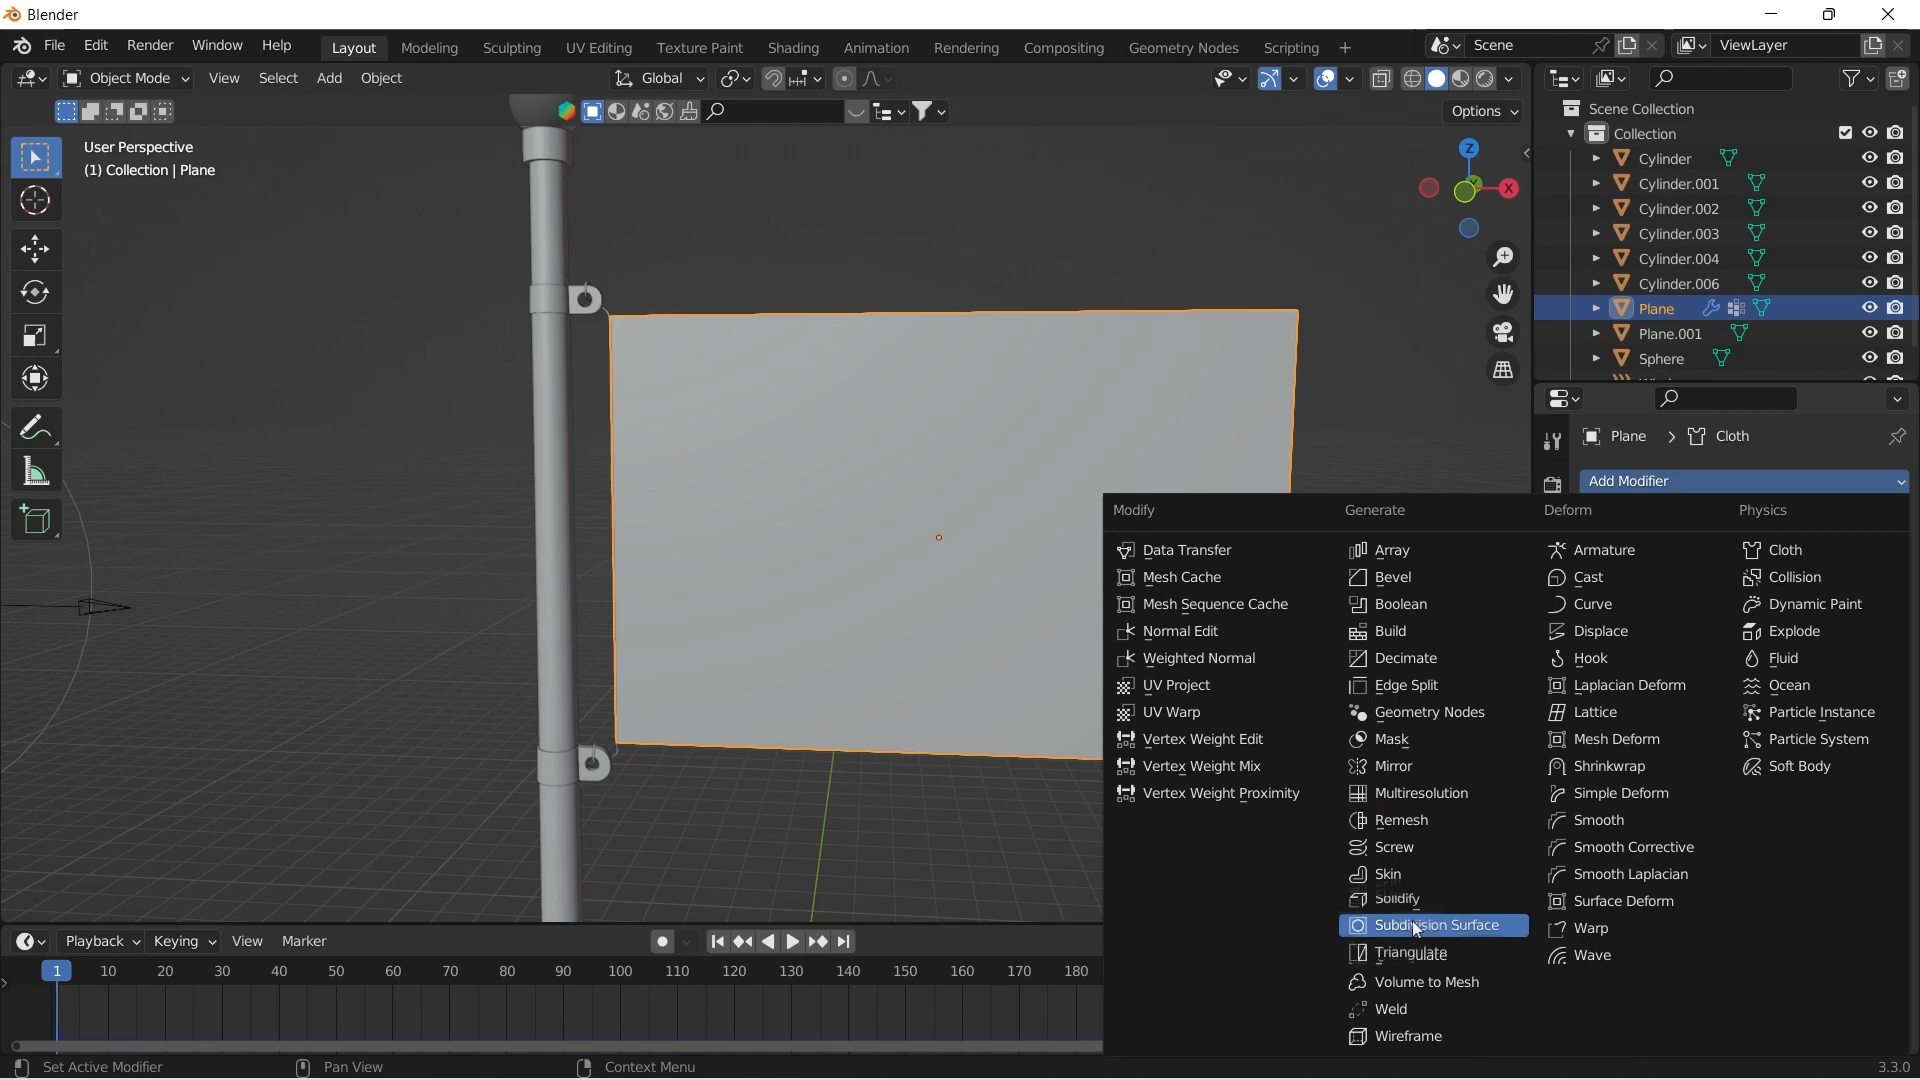 Blender
File Edit Render Window Help Layout Modeling Sculpting UV Editing Texture Paint Shading Animation Rendering Compositing Geometry Nodes Scripting + Scene ViewLayer
Object Mode View Select Add Object Global
Options
User Perspective
(1) Collection | Plane
Z
X
Scene Collection
Collection
Cylinder
Cylinder.001
Cylinder.002
Cylinder.003
Cylinder.004
Cylinder.006
Plane
Plane.001
Sphere
Plane > Cloth
Add Modifier
Modify Generate Deform Physics
Data Transfer Array Armature Cloth
Mesh Cache Bevel Cast Collision
Mesh Sequence Cache Boolean Curve Dynamic Paint
Normal Edit Build Displace Explode
Weighted Normal Decimate Hook Fluid
UV Project Edge Split Laplacian Deform Ocean
UV Warp Geometry Nodes Lattice Particle Instance
Vertex Weight Edit Mask Mesh Deform Particle System
Vertex Weight Mix Mirror Shrinkwrap Soft Body
Vertex Weight Proximity Multiresolution Simple Deform
Remesh Smooth
Screw Smooth Corrective
Skin Smooth Laplacian
Solidify Surface Deform
Subdivision Surface Warp
Triangulate Wave
Volume to Mesh
Weld
Wireframe
Playback Keying View Marker
1 10 20 30 40 50 60 70 80 90 100 110 120 130 140 150 160 170 180
Set Active Modifier Pan View Context Menu 3.3.0